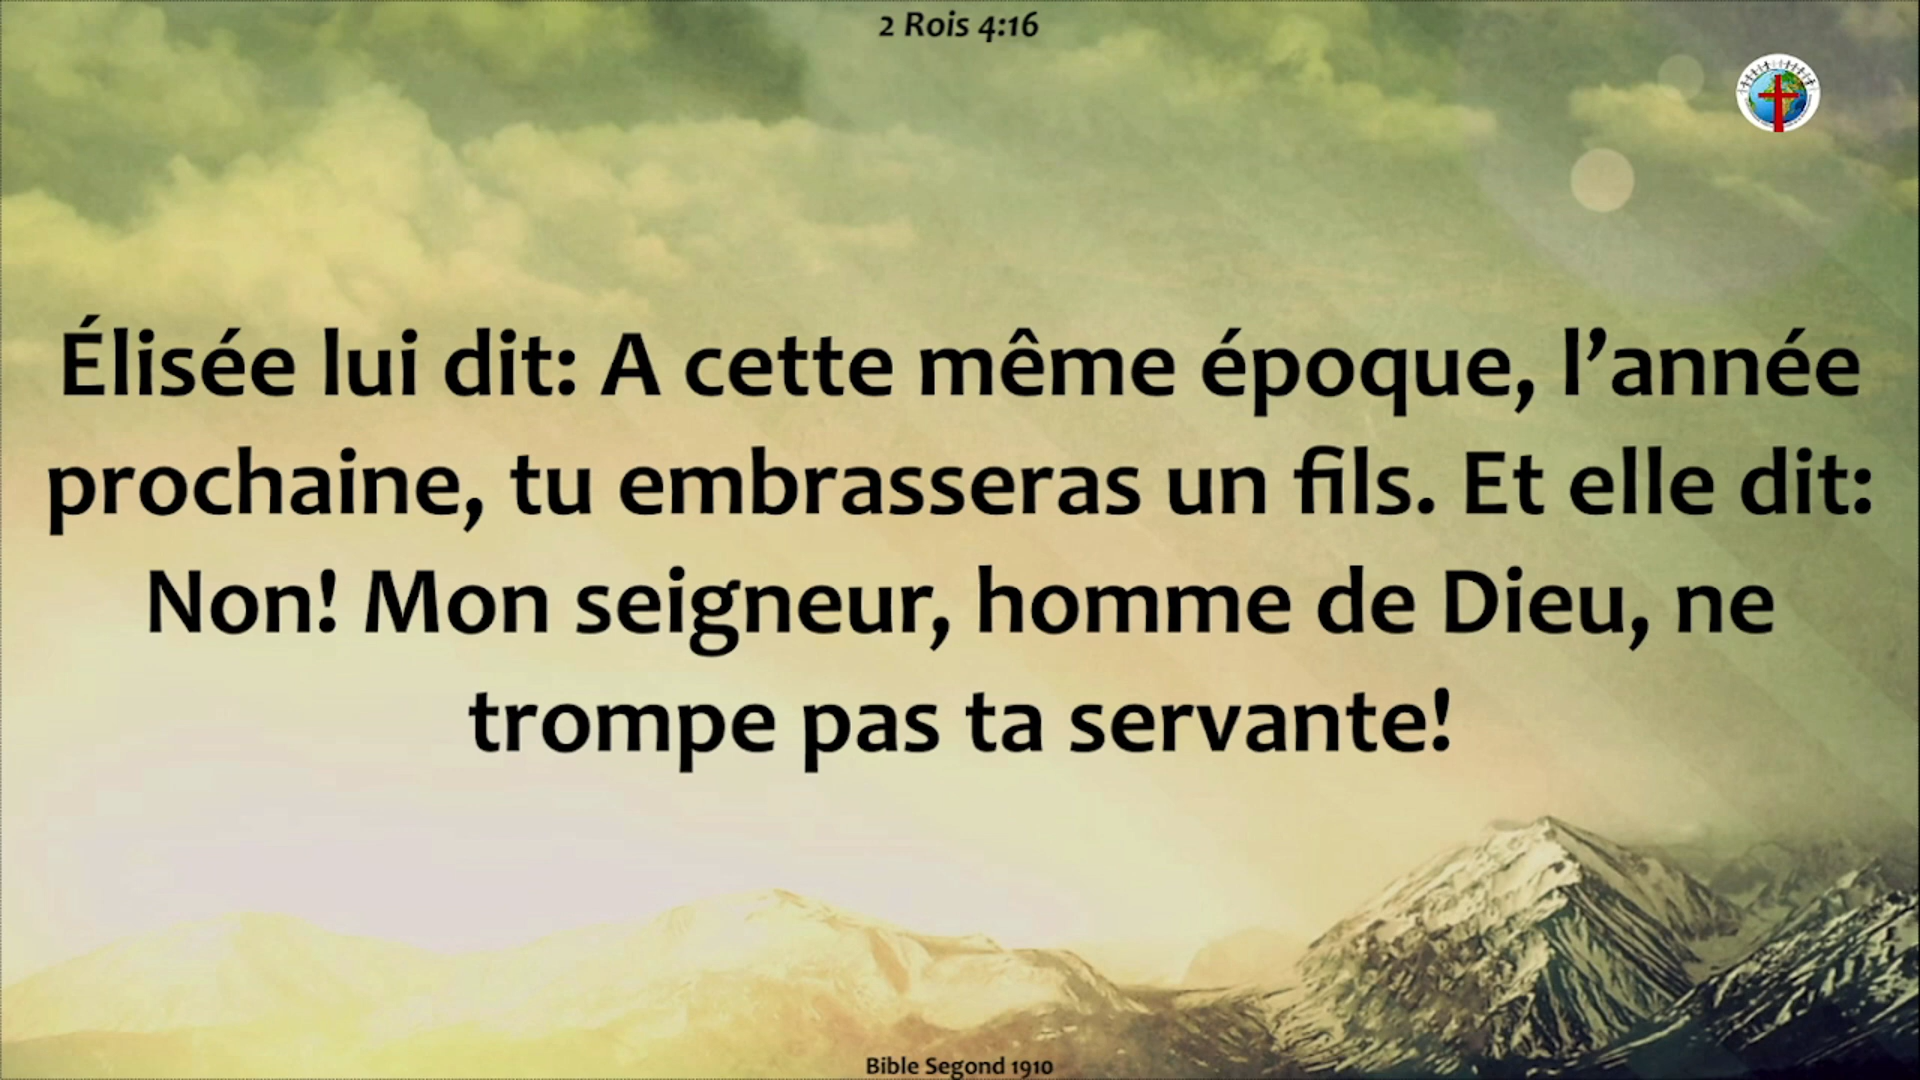 2 Rois 4:16
Élisée lui dit: A cette même époque, l’année
prochaine, tu embrasseras un fils. Et elle dit:
Non! Mon seigneur, homme de Dieu, ne
trompe pas ta servante!
Bible Segond 1910